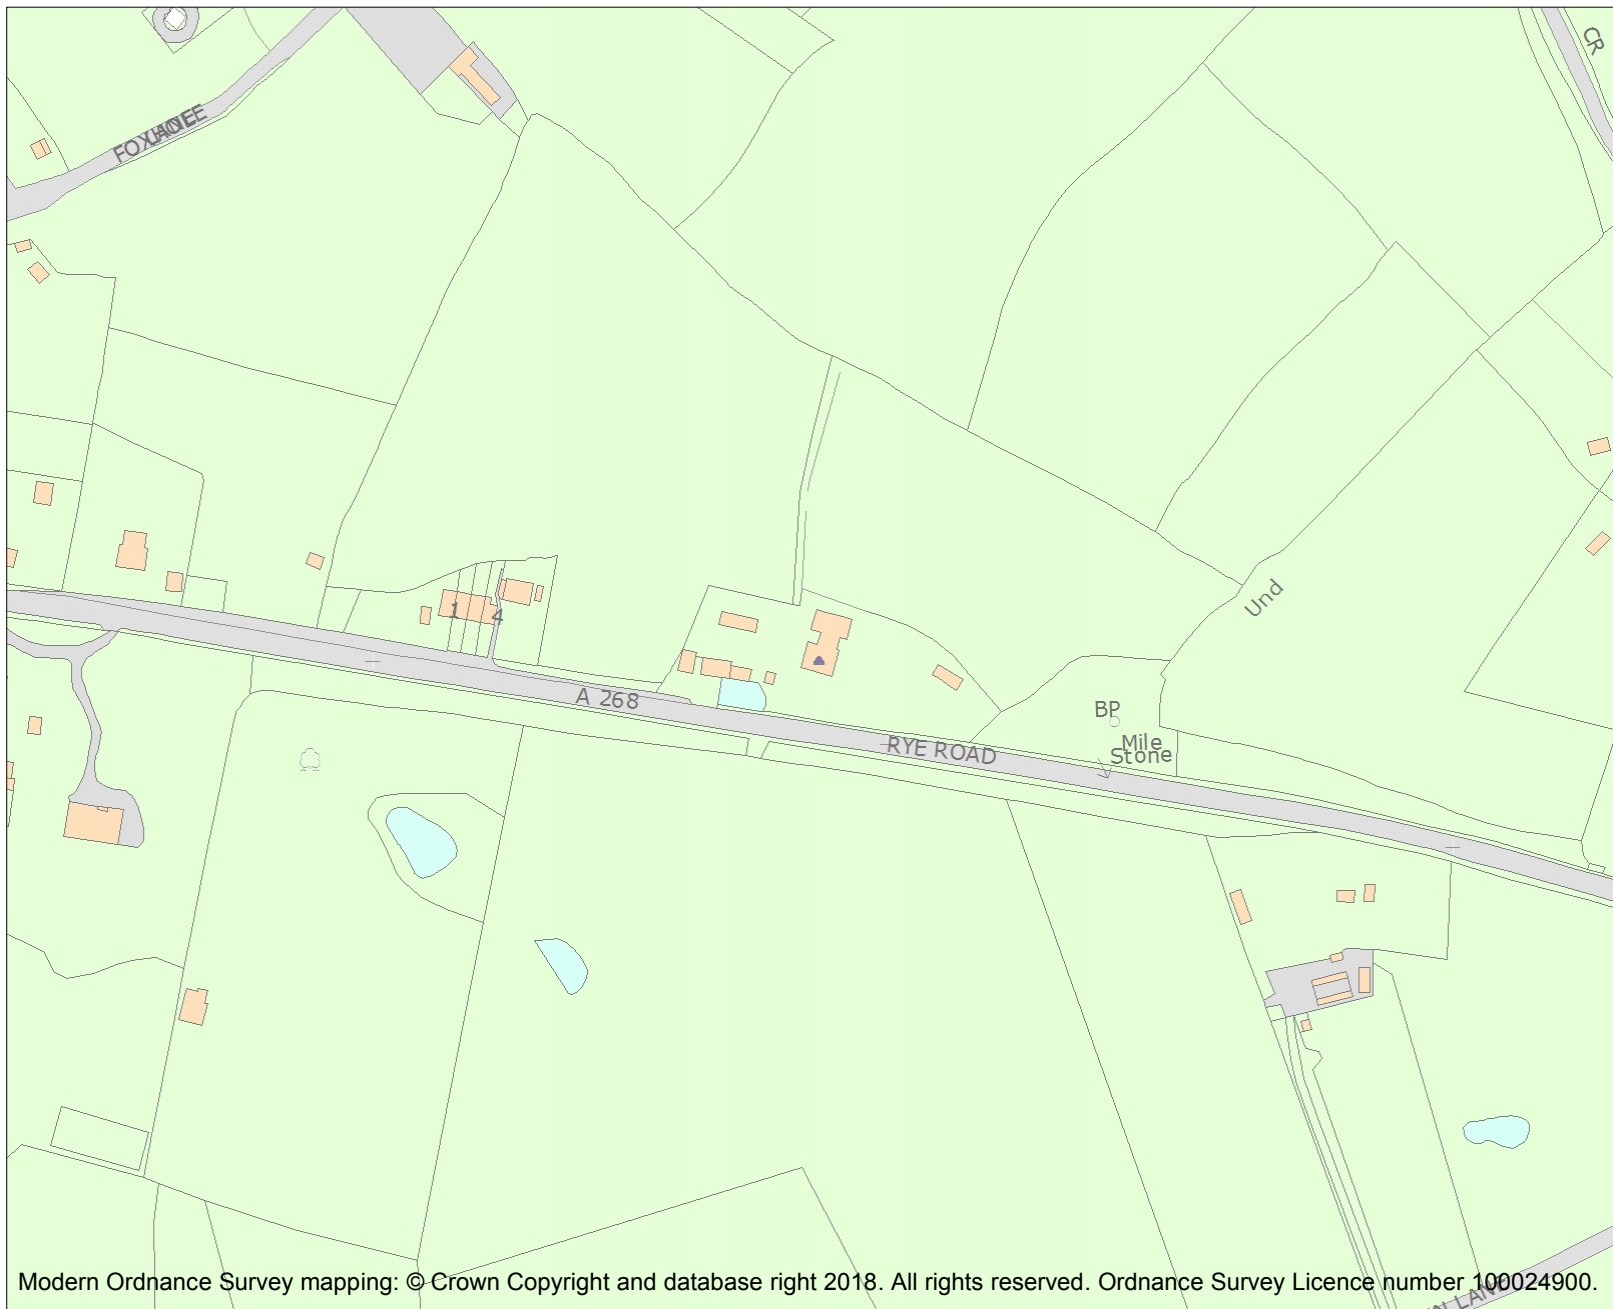 CR
FOXHOLE
LANE
Und
1
4
A 268
BP
RYE ROAD
Mile
Stone
LANE
Modern Ordnance Survey mapping: © Crown Copyright and database right 2018. All rights reserved. Ordnance Survey Licence number 100024900.